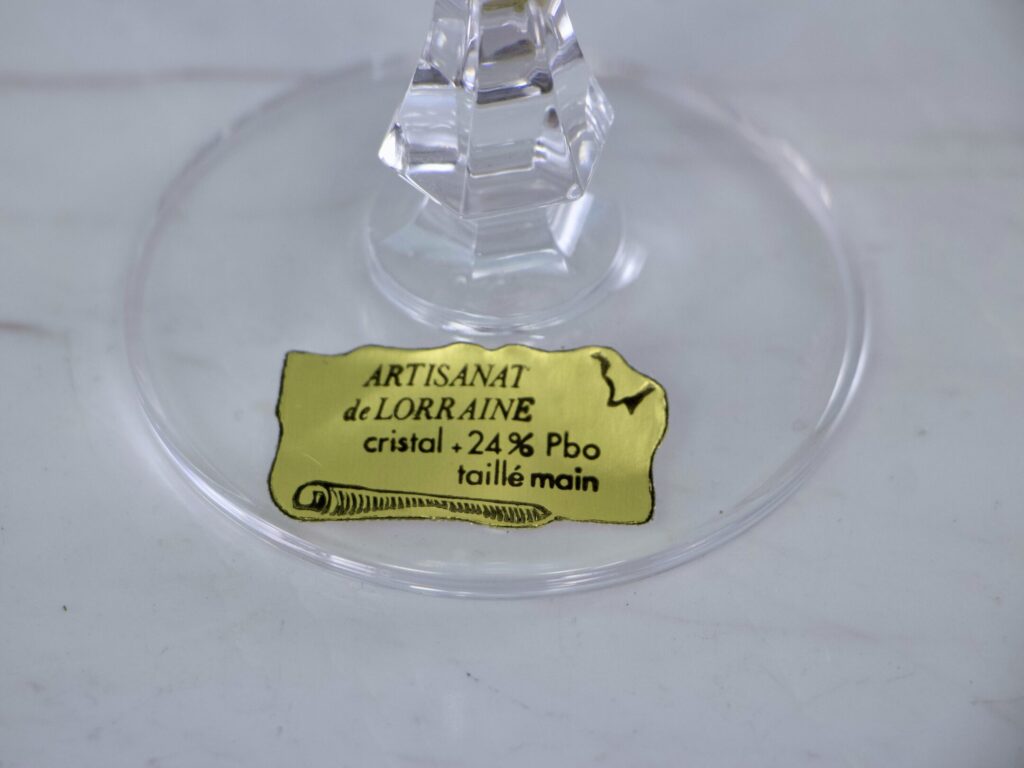 ARTISANAT
de LORRAINE
cristal + 24% Pbo
taillé main